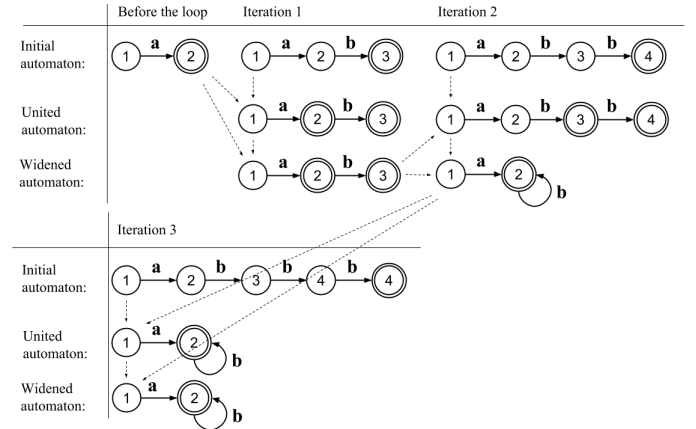 Before the loop Iteration 1 Iteration 2
Initial automaton: 1 a 2 1 a 2 b 3 1 a 2 b 3 b 4
United automaton: 1 a 2 b 3 1 a 2 b 3 b 4
Widened automaton: 1 a 2 b 3 1 a 2 b
Iteration 3
Initial automaton: 1 a 2 b 3 b 4 b 4
United automaton: 1 a 2 b
Widened automaton: 1 a 2 b